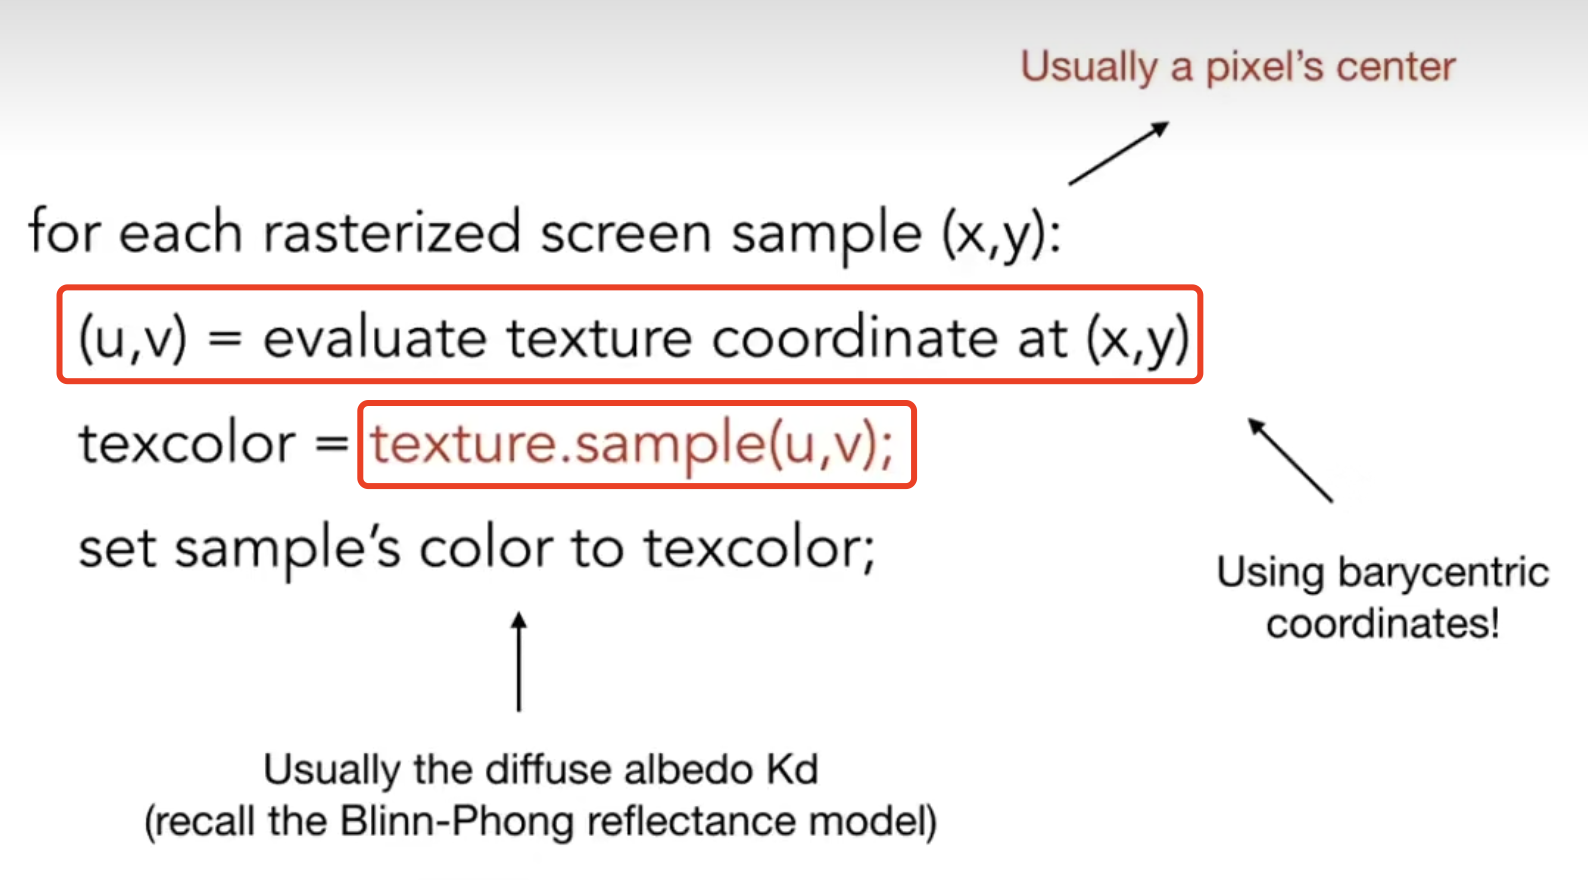 Usually a pixel's center
for each rasterized screen sample (x,y):
(u,v) = evaluate texture coordinate at (x,y)
texcolor = texture.sample(u,v);
set sample's color to texcolor;
Using barycentric
coordinates!
Usually the diffuse albedo Kd
(recall the Blinn-Phong reflectance model)